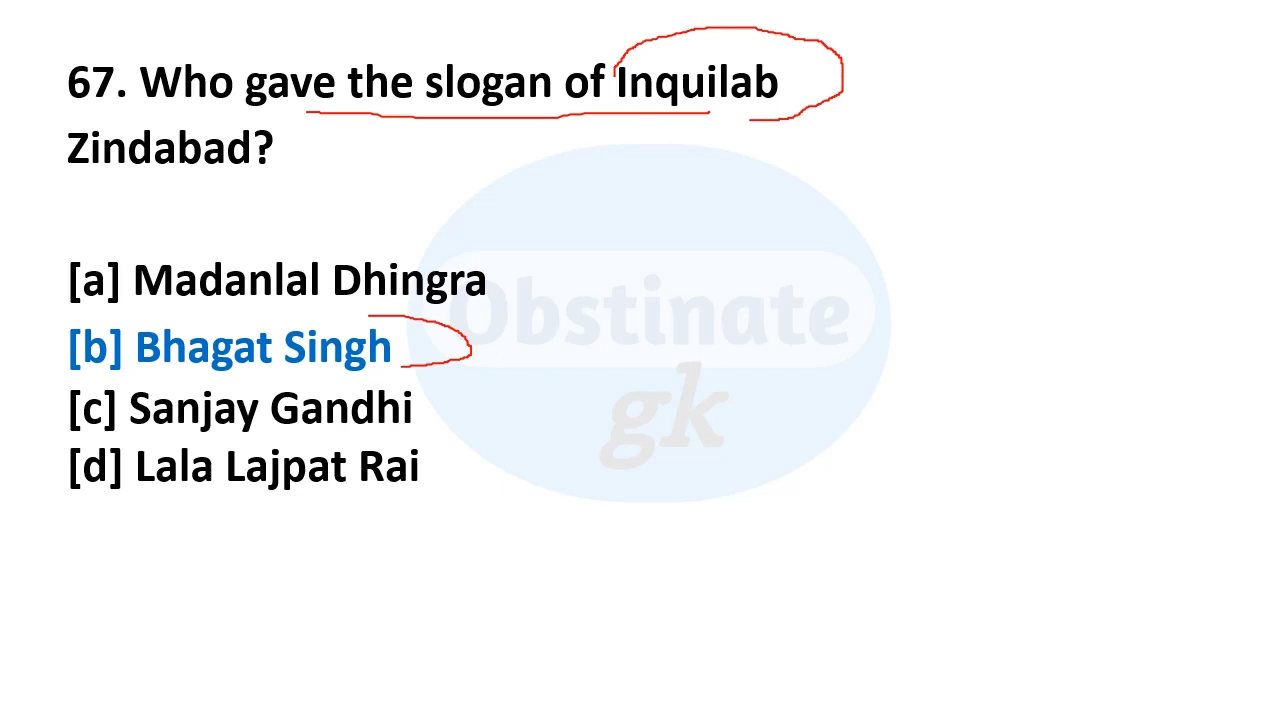 67. Who gave the slogan of Inquilab
Zindabad?
[a] Madanlal Dhingra
[b] Bhagat Singh
[c] Sanjay Gandhi
[d] Lala Lajpat Rai
Obstinate
gk